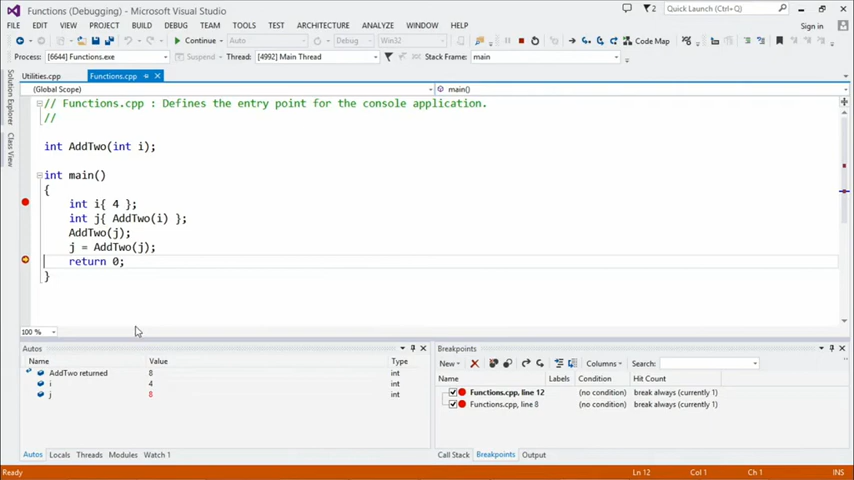 Functions (Debugging) - Microsoft Visual Studio
2
Quick Launch (Ctrl+Q)
FILE EDIT VIEW PROJECT BUILD DEBUG TEAM TOOLS TEST ARCHITECTURE ANALYZE WINDOW HELP
Sign in
Continue Auto Debug Win32 Code Map
Process: [6644] Functions.exe Suspend Thread: [4992] Main Thread Stack Frame: main
Solution Explorer
Class View
Utilities.cpp Functions.cpp
(Global Scope) main()
// Functions.cpp : Defines the entry point for the console application.
//
int AddTwo(int i);
int main()
{
int i{ 4 };
int j{ AddTwo(i) };
AddTwo(j);
j = AddTwo(j);
return 0;
}
100 %
Autos
Name Value Type
AddTwo returned 8 int
i 4 int
j 8 int
Autos Locals Threads Modules Watch 1
Breakpoints
New Columns Search:
Name Labels Condition Hit Count
Functions.cpp, line 12 (no condition) break always (currently 1)
Functions.cpp, line 8 (no condition) break always (currently 1)
Call Stack Breakpoints Output
Ready Ln 12 Col 1 Ch 1 INS